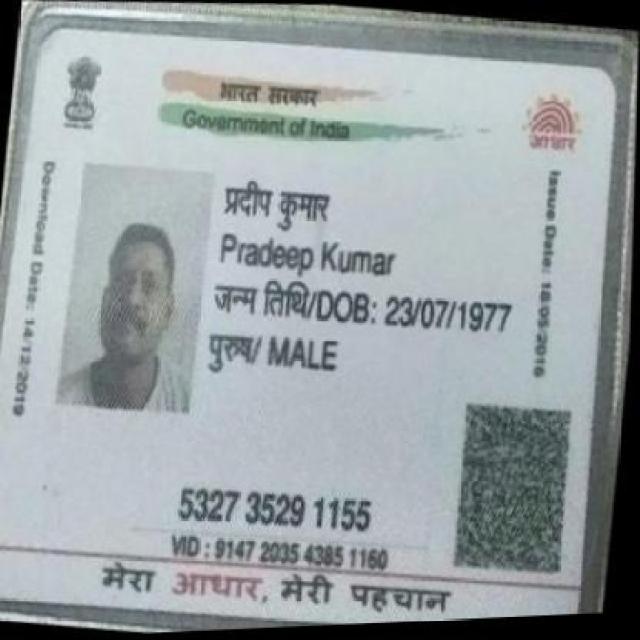 भारत सरकार
Government of India
आधार
Download Date: 14/12/2019
Issue Date: 18/05/2016
प्रदीप कुमार
Pradeep Kumar
जन्म तिथि/DOB: 23/07/1977
पुरुष/ MALE
5327 3529 1155
VID : 9147 2035 4385 1160
मेरा आधार, मेरी पहचान